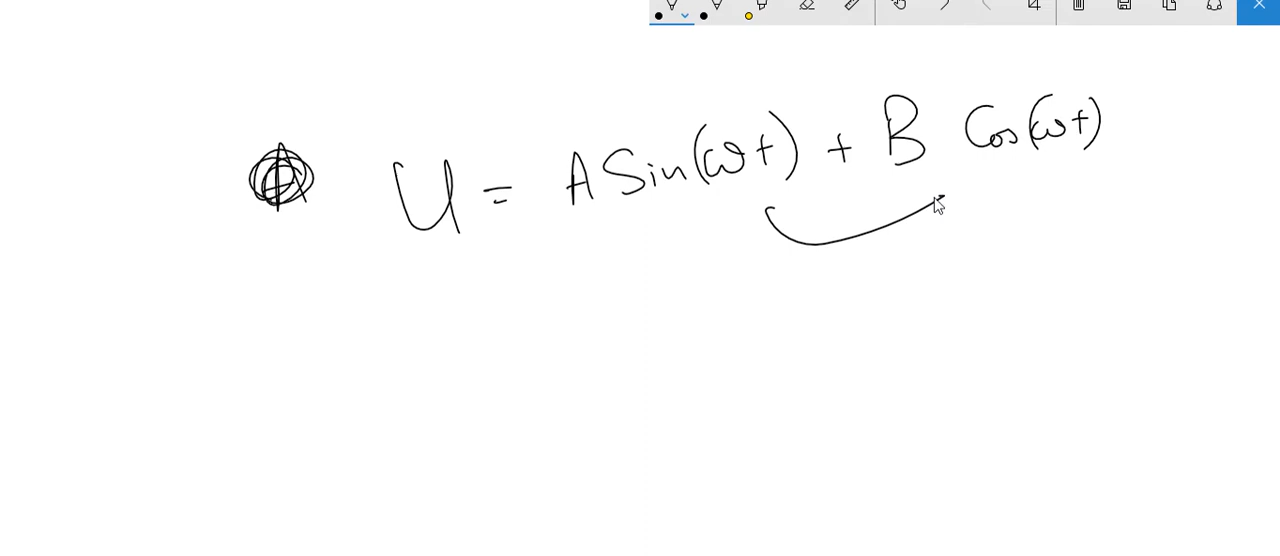 U = A Sin(ωt) + B Cos(ωt)